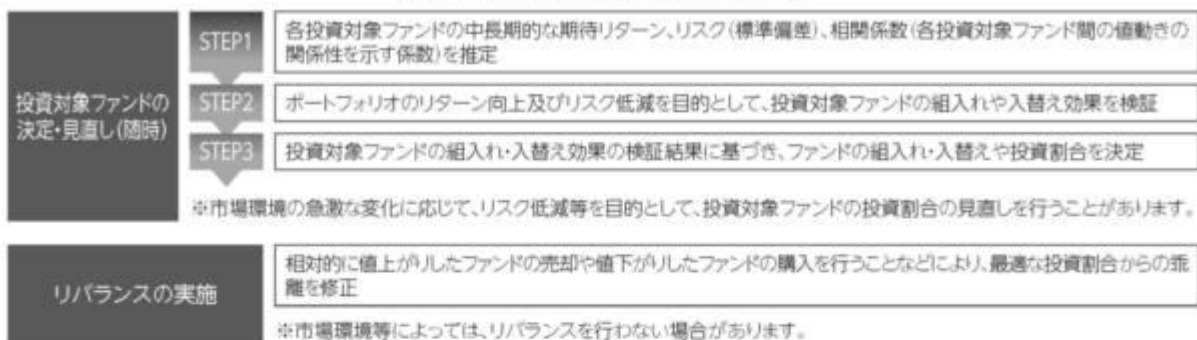 投資対象ファンドの
決定・見直し(随時)
STEP1
各投資対象ファンドの中長期的な期待リターン、リスク(標準偏差)、相関係数(各投資対象ファンド間の値動きの
関係性を示す係数)を推定
STEP2
ポートフォリオのリターン向上及びリスク低減を目的として、投資対象ファンドの組入れや入替え効果を検証
STEP3
投資対象ファンドの組入れ・入替え効果の検証結果に基づき、ファンドの組入れ・入替えや投資割合を決定
※市場環境の急激な変化に応じて、リスク低減等を目的として、投資対象ファンドの投資割合の見直しを行うことがあります。
リバランスの実施
相対的に値上がりしたファンドの売却や値下がりしたファンドの購入を行うことなどにより、最適な投資割合からの乖
離を修正
※市場環境等によっては、リバランスを行わない場合があります。